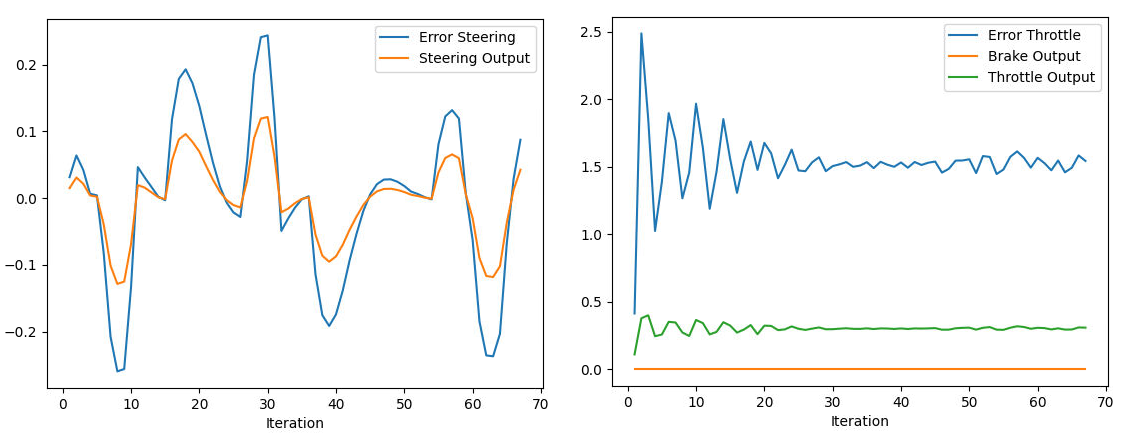 Error Steering
Steering Output
0.2
0.1
0.0
−0.1
−0.2
0 10 20 30 40 50 60 70
Iteration
Error Throttle
Brake Output
Throttle Output
2.5
2.0
1.5
1.0
0.5
0.0
0 10 20 30 40 50 60 70
Iteration